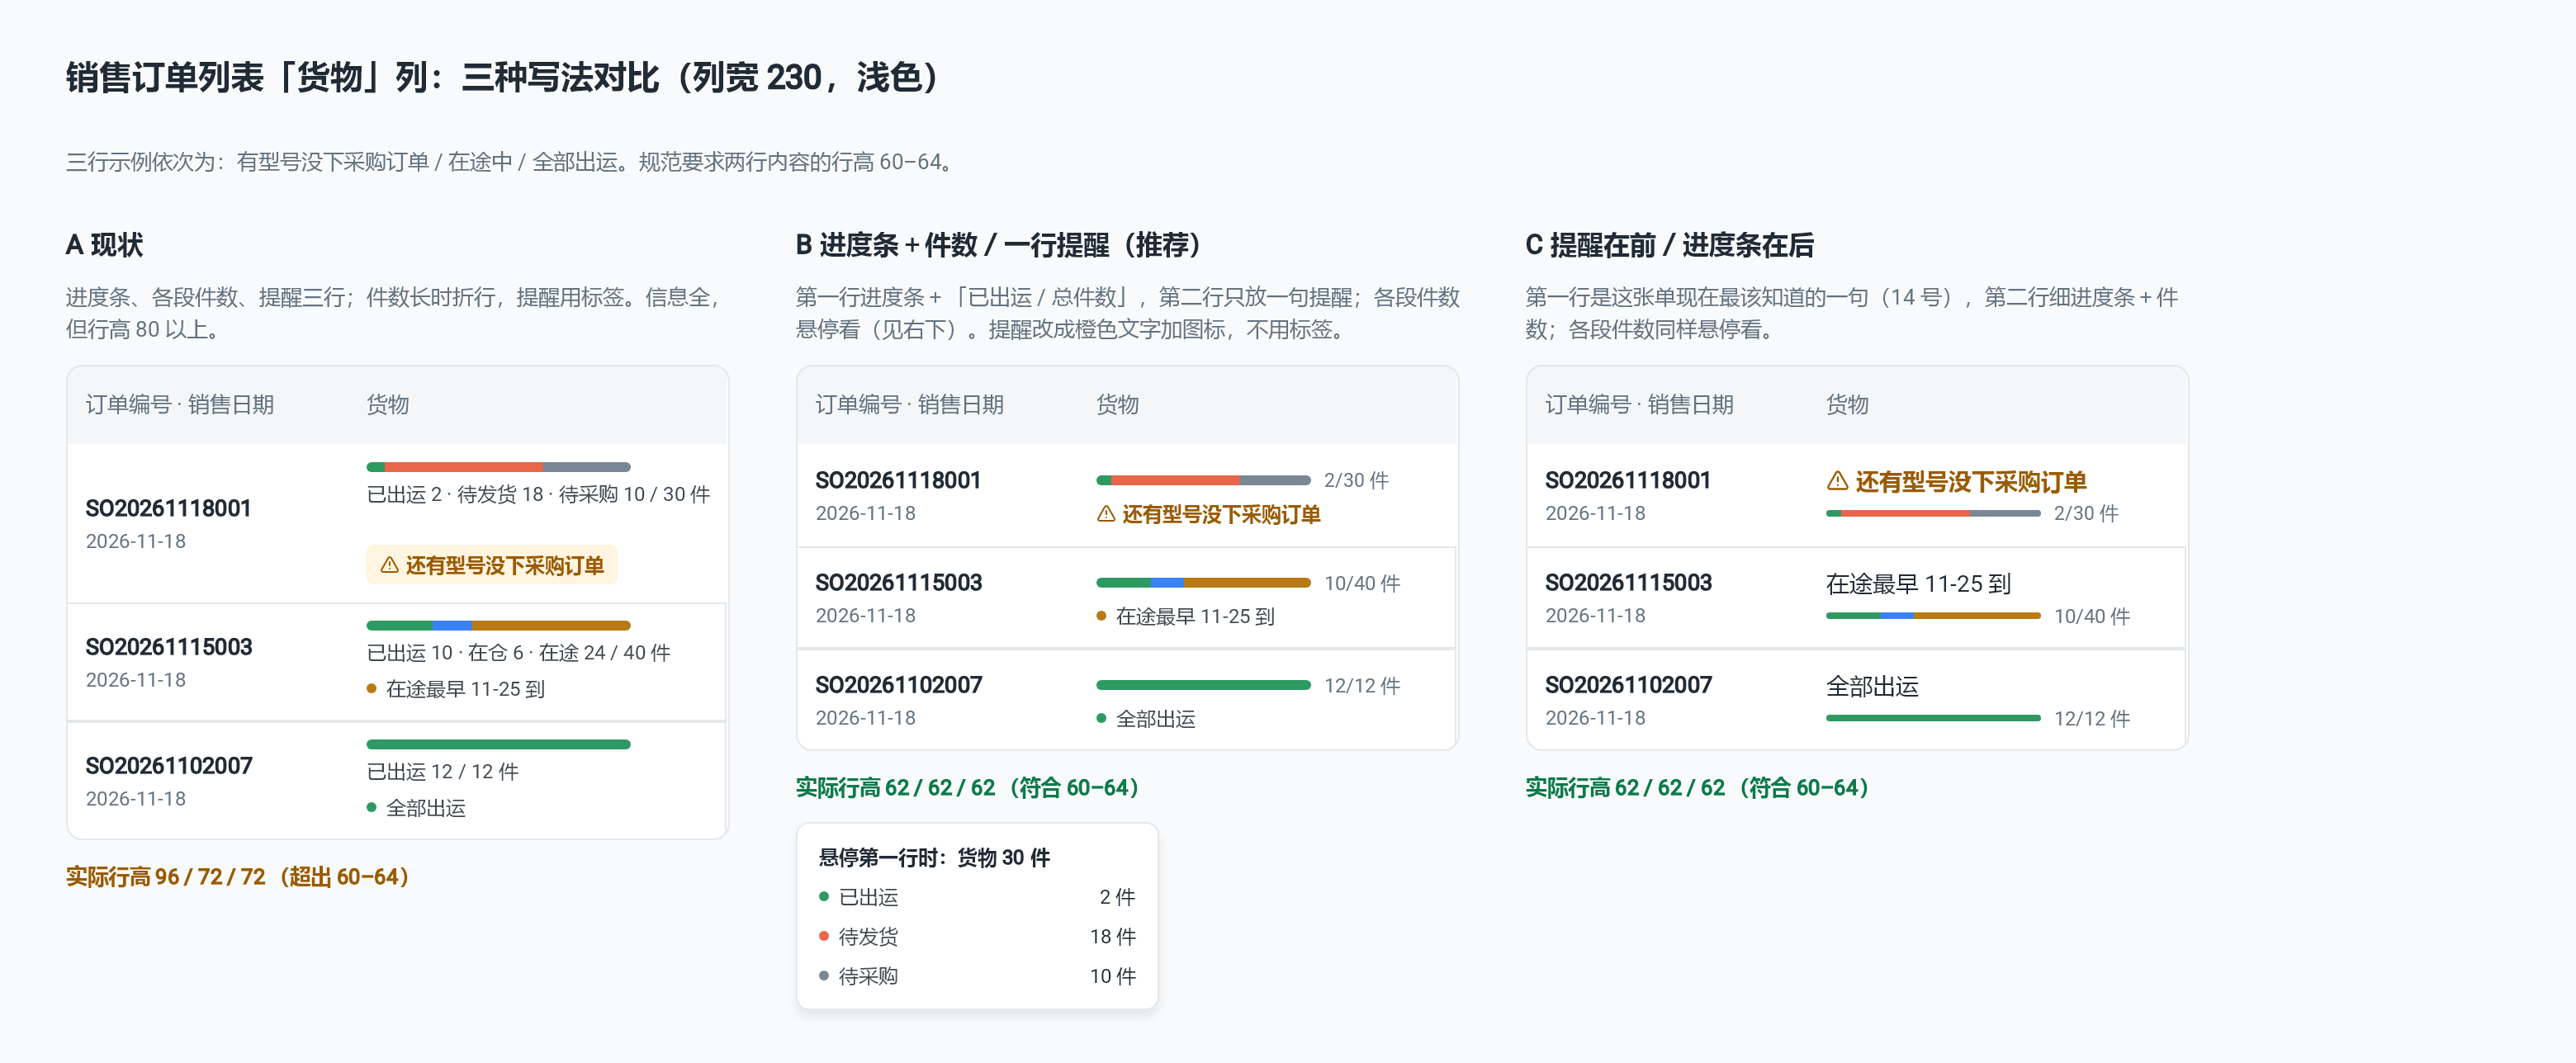 销售订单列表「货物」列：三种写法对比（列宽 230，浅色）
三行示例依次为：有型号没下采购订单 / 在途中 / 全部出运。规范要求两行内容的行高 60–64。
A 现状
进度条、各段件数、提醒三行；件数长时折行，提醒用标签。信息全，
但行高 80 以上。
订单编号 · 销售日期
货物
SO20261118001
2026-11-18
已出运 2 · 待发货 18 · 待采购 10 / 30 件
还有型号没下采购订单
SO20261115003
2026-11-18
已出运 10 · 在仓 6 · 在途 24 / 40 件
在途最早 11-25 到
SO20261102007
2026-11-18
已出运 12 / 12 件
全部出运
实际行高 96 / 72 / 72（超出 60–64）
B 进度条 + 件数 / 一行提醒（推荐）
第一行进度条 + 「已出运 / 总件数」，第二行只放一句提醒；各段件数
悬停看（见右下）。提醒改成橙色文字加图标，不用标签。
订单编号 · 销售日期
货物
SO20261118001
2026-11-18
2/30 件
还有型号没下采购订单
SO20261115003
2026-11-18
10/40 件
在途最早 11-25 到
SO20261102007
2026-11-18
12/12 件
全部出运
实际行高 62 / 62 / 62（符合 60–64）
悬停第一行时：货物 30 件
已出运 2 件
待发货 18 件
待采购 10 件
C 提醒在前 / 进度条在后
第一行是这张单现在最该知道的一句（14 号），第二行细进度条 + 件
数；各段件数同样悬停看。
订单编号 · 销售日期
货物
SO20261118001
2026-11-18
还有型号没下采购订单
2/30 件
SO20261115003
2026-11-18
在途最早 11-25 到
10/40 件
SO20261102007
2026-11-18
全部出运
12/12 件
实际行高 62 / 62 / 62（符合 60–64）